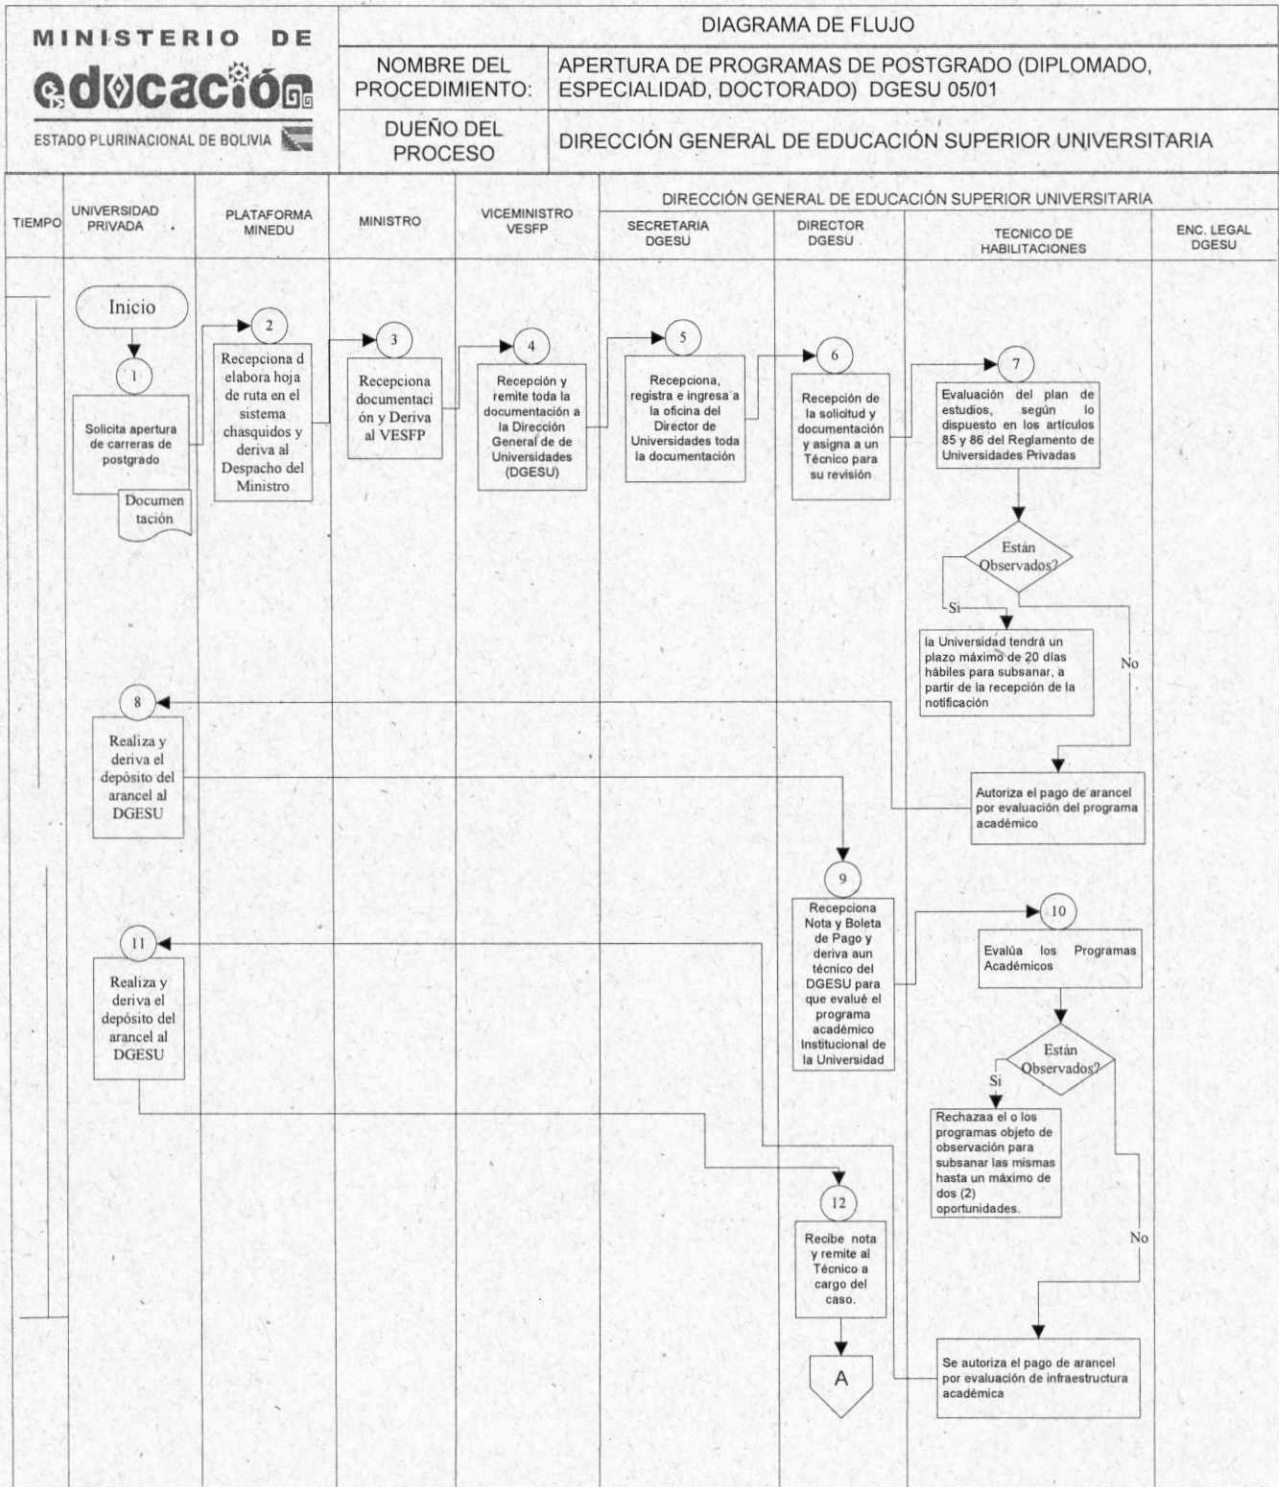 MINISTERIO DE
educación
ESTADO PLURINACIONAL DE BOLIVIA
DIAGRAMA DE FLUJO
NOMBRE DEL
PROCEDIMIENTO:
APERTURA DE PROGRAMAS DE POSTGRADO (DIPLOMADO,
ESPECIALIDAD, DOCTORADO) DGESU 05/01
DUEÑO DEL
PROCESO
DIRECCIÓN GENERAL DE EDUCACIÓN SUPERIOR UNIVERSITARIA
TIEMPO
UNIVERSIDAD
PRIVADA
PLATAFORMA
MINEDU
MINISTRO
VICEMINISTRO
VESFP
DIRECCIÓN GENERAL DE EDUCACIÓN SUPERIOR UNIVERSITARIA
SECRETARIA
DGESU
DIRECTOR
DGESU
TECNICO DE
HABILITACIONES
ENC. LEGAL
DGESU
Inicio
1
Solicita apertura
de carreras de
postgrado
Documen
tación
2
Recepciona d
elabora hoja
de ruta en el
sistema
chasquidos y
deriva al
Despacho del
Ministro
3
Recepciona
documentaci
ón y Deriva
al VESFP
4
Recepción y
remite toda la
documentación a
la Dirección
General de de
Universidades
(DGESU)
5
Recepciona,
registra e ingresa a
la oficina del
Director de
Universidades toda
la documentación
6
Recepción de
la solicitud y
documentación
y asigna a un
Técnico para
su revisión
7
Evaluación del plan de
estudios, según lo
dispuesto en los artículos
85 y 86 del Reglamento de
Universidades Privadas
Están
Observados?
Si
la Universidad tendrá un
plazo máximo de 20 días
hábiles para subsanar, a
partir de la recepción de la
notificación
No
8
Realiza y
deriva el
depósito del
arancel al
DGESU
Autoriza el pago de arancel
por evaluación del programa
académico
9
Recepciona
Nota y Boleta
de Pago y
deriva aun
técnico del
DGESU para
que evalué el
programa
académico
Institucional de
la Universidad
10
Evalúa los Programas
Académicos
Están
Observados?
Si
Rechazaa el o los
programas objeto de
observación para
subsanar las mismas
hasta un máximo de
dos (2)
oportunidades.
No
11
Realiza y
deriva el
depósito del
arancel al
DGESU
12
Recibe nota
y remite al
Técnico a
cargo del
caso.
A
Se autoriza el pago de arancel
por evaluación de infraestructura
académica